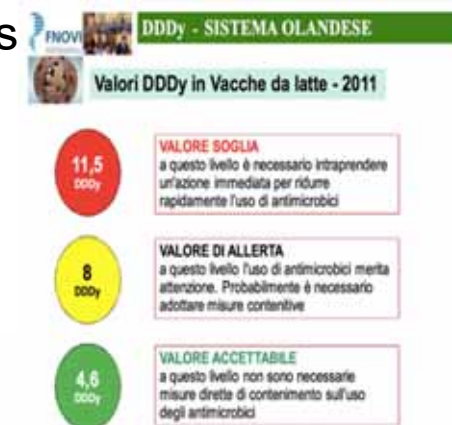 s
FNOVI
DDDy - SISTEMA OLANDESE
Valori DDDy in Vacche da latte - 2011
11,5
DDDy
VALORE SOGLIA
a questo livello è necessario intraprendere
un'azione immediata per ridurre
rapidamente l'uso di antimicrobici
8
DDDy
VALORE DI ALLERTA
a questo livello l'uso di antimicrobici merita
attenzione. Probabilmente è necessario
adottare misure contenitive
4,6
DDDy
VALORE ACCETTABILE
a questo livello non sono necessarie
misure dirette di contenimento sull'uso
degli antimicrobici